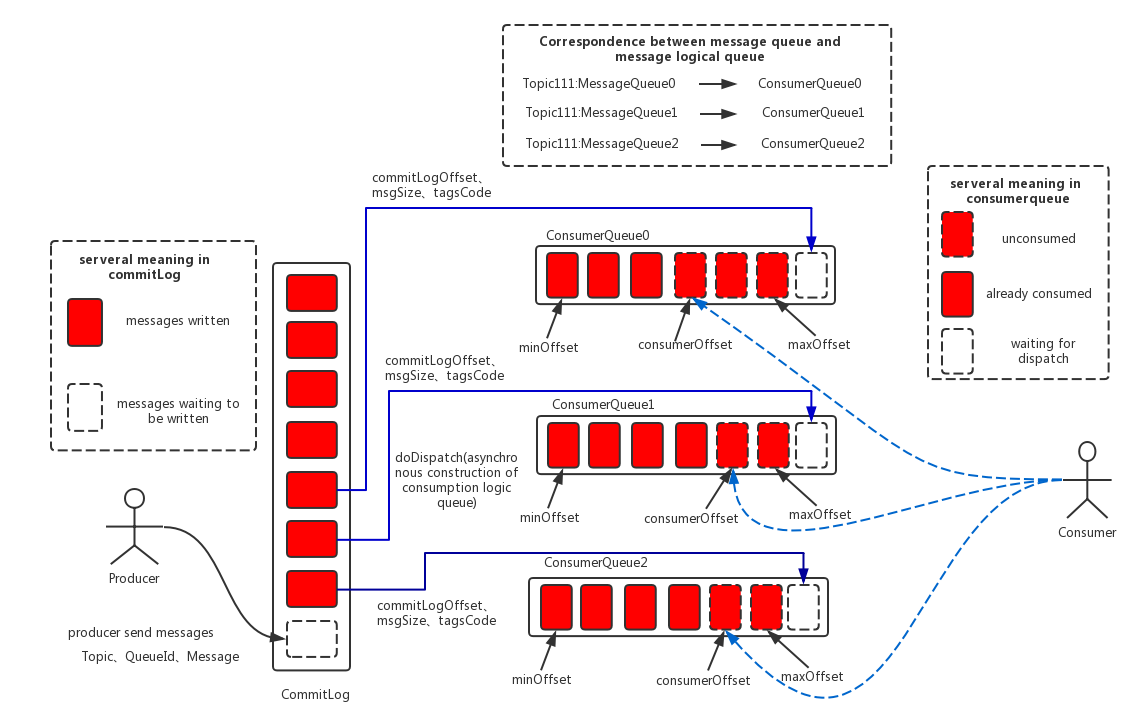 Correspondence between message queue and
message logical queue
Topic111:MessageQueue0
ConsumerQueue0
Topic111:MessageQueue1
ConsumerQueue1
Topic111:MessageQueue2
ConsumerQueue2
serveral meaning in
consumerqueue
unconsumed
already consumed
waiting for
dispatch
serveral meaning in
commitLog
messages written
messages waiting to
be written
commitLogOffset、
msgSize、tagsCode
ConsumerQueue0
minOffset
consumerOffset
maxOffset
commitLogOffset、
msgSize、tagsCode
ConsumerQueue1
doDispatch(asynchro
nous construction of
consumption logic
queue)
minOffset
consumerOffset
maxOffset
ConsumerQueue2
commitLogOffset、
msgSize、tagsCode
minOffset
consumerOffset
maxOffset
Producer
producer send messages
Topic、QueueId、Message
CommitLog
Consumer